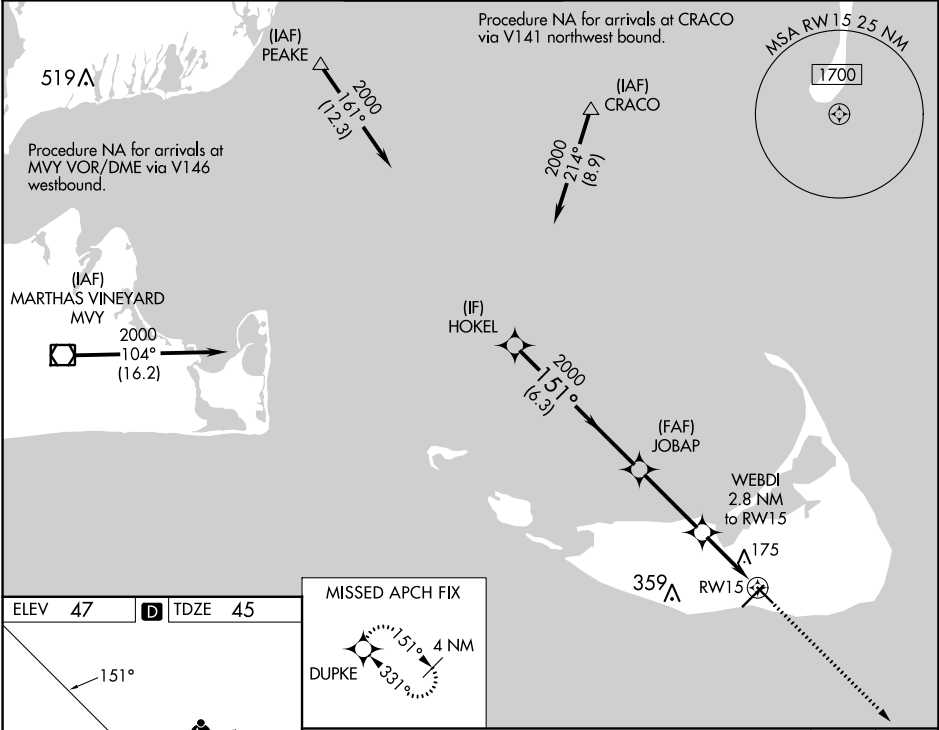 Procedure NA for arrivals at CRACO
via V141 northwest bound.
MSA RW 15 25 NM
1700
(IAF)
PEAKE
2000
161°
(12.3)
519
(IAF)
CRACO
2000
214°
(8.9)
Procedure NA for arrivals at
MVY VOR/DME via V146
westbound.
(IAF)
MARTHAS VINEYARD
MVY
2000
104°
(16.2)
(IF)
HOKEL
2000
151°
(6.3)
(FAF)
JOBAP
WEBDI
2.8 NM
to RW15
175
359
RW15
ELEV 47
D
TDZE 45
151°
MISSED APCH FIX
DUPKE
151°
4 NM
331°